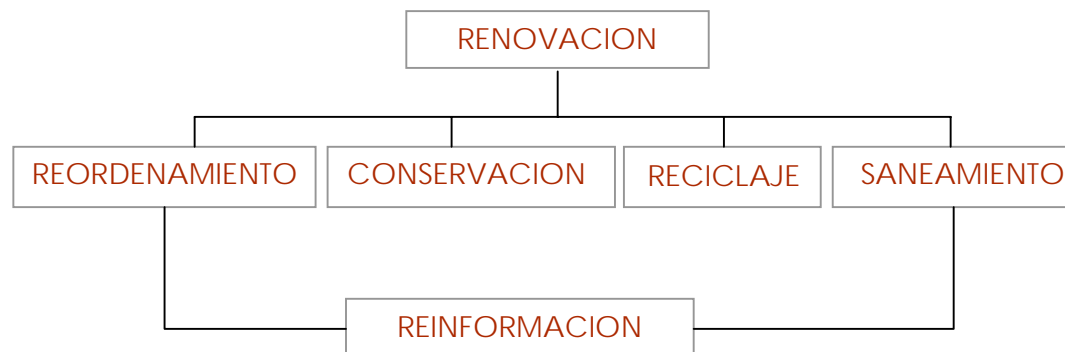 RENOVACION
REORDENAMIENTO
CONSERVACION
RECICLAJE
SANEAMIENTO
REINFORMACION